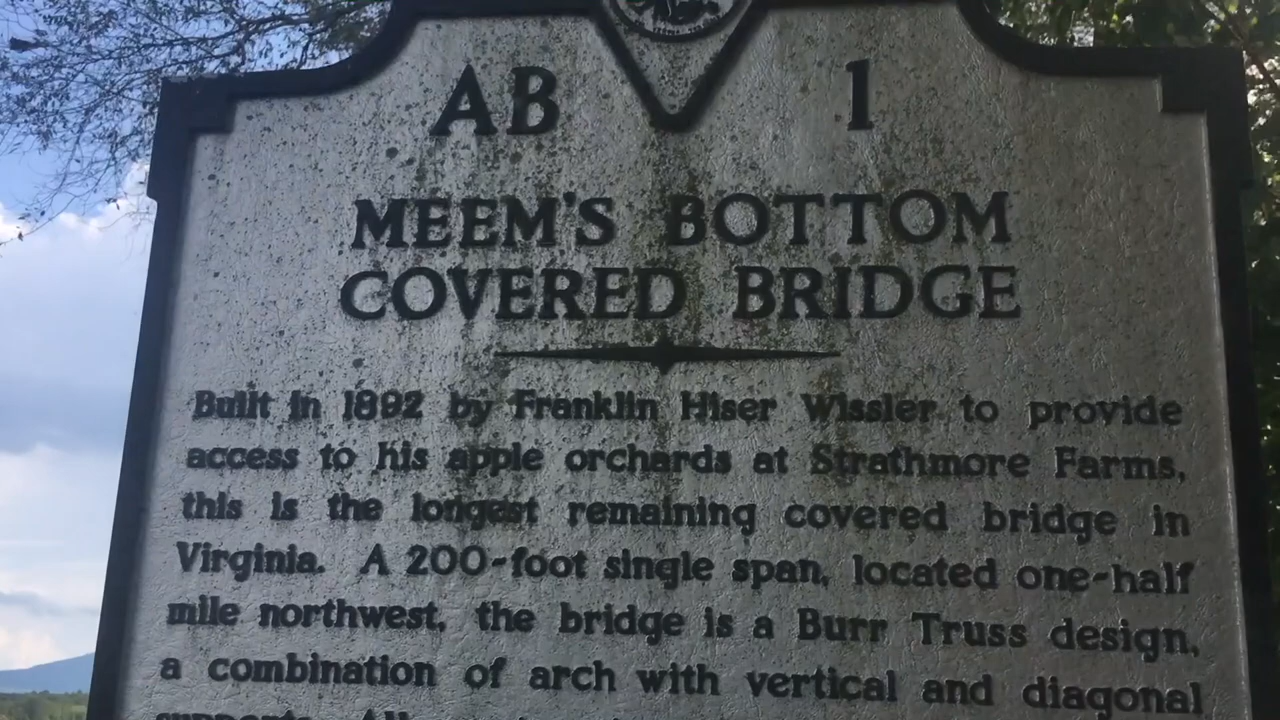 AB 1
MEEM'S BOTTOM
COVERED BRIDGE
Built in 1892 by Franklin Hiser Wissler to provide
access to his apple orchards at Strathmore Farms,
this is the longest remaining covered bridge in
Virginia. A 200-foot single span, located one-half
mile northwest, the bridge is a Burr Truss design,
a combination of arch with vertical and diagonal
supports. All